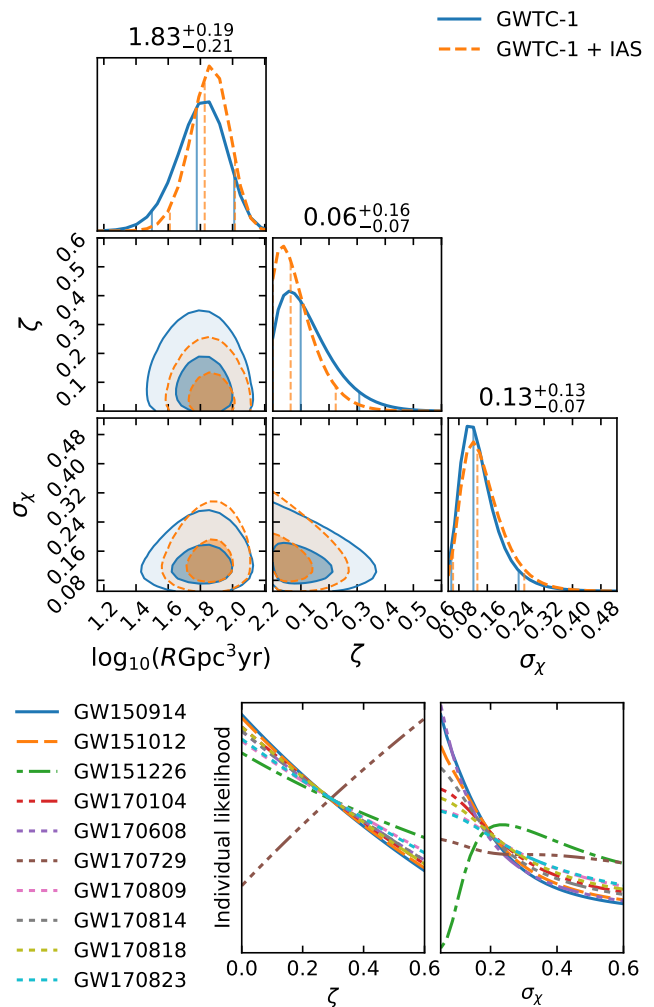 GWTC-1
GWTC-1 + IAS
1.83+0.19
−0.21
0.06+0.16
−0.07
0.13+0.13
−0.07
ζ
0.6
0.5
0.4
0.3
0.2
0.1
σχ
0.48
0.40
0.32
0.24
0.16
0.08
1.2 1.4 1.6 1.8 2.0 2.2
log10(RGpc3yr)
0.1 0.2 0.3 0.4 0.5 0.6
ζ
0.08 0.16 0.24 0.32 0.40 0.48
σχ
GW150914
GW151012
GW151226
GW170104
GW170608
GW170729
GW170809
GW170814
GW170818
GW170823
Individual likelihood
0.0 0.2 0.4 0.6
ζ
0.2 0.4 0.6
σχ